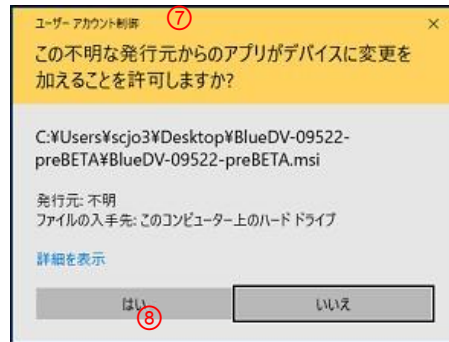 ユーザー アカウント制御 ⑦ ×
この不明な発行元からのアプリがデバイスに変更を
加えることを許可しますか?
C:¥Users¥scjo3¥Desktop¥BlueDV-09522-
preBETA¥BlueDV-09522-preBETA.msi
発行元: 不明
ファイルの入手先: このコンピューター上のハード ドライブ
詳細を表示
はい ⑧ いいえ